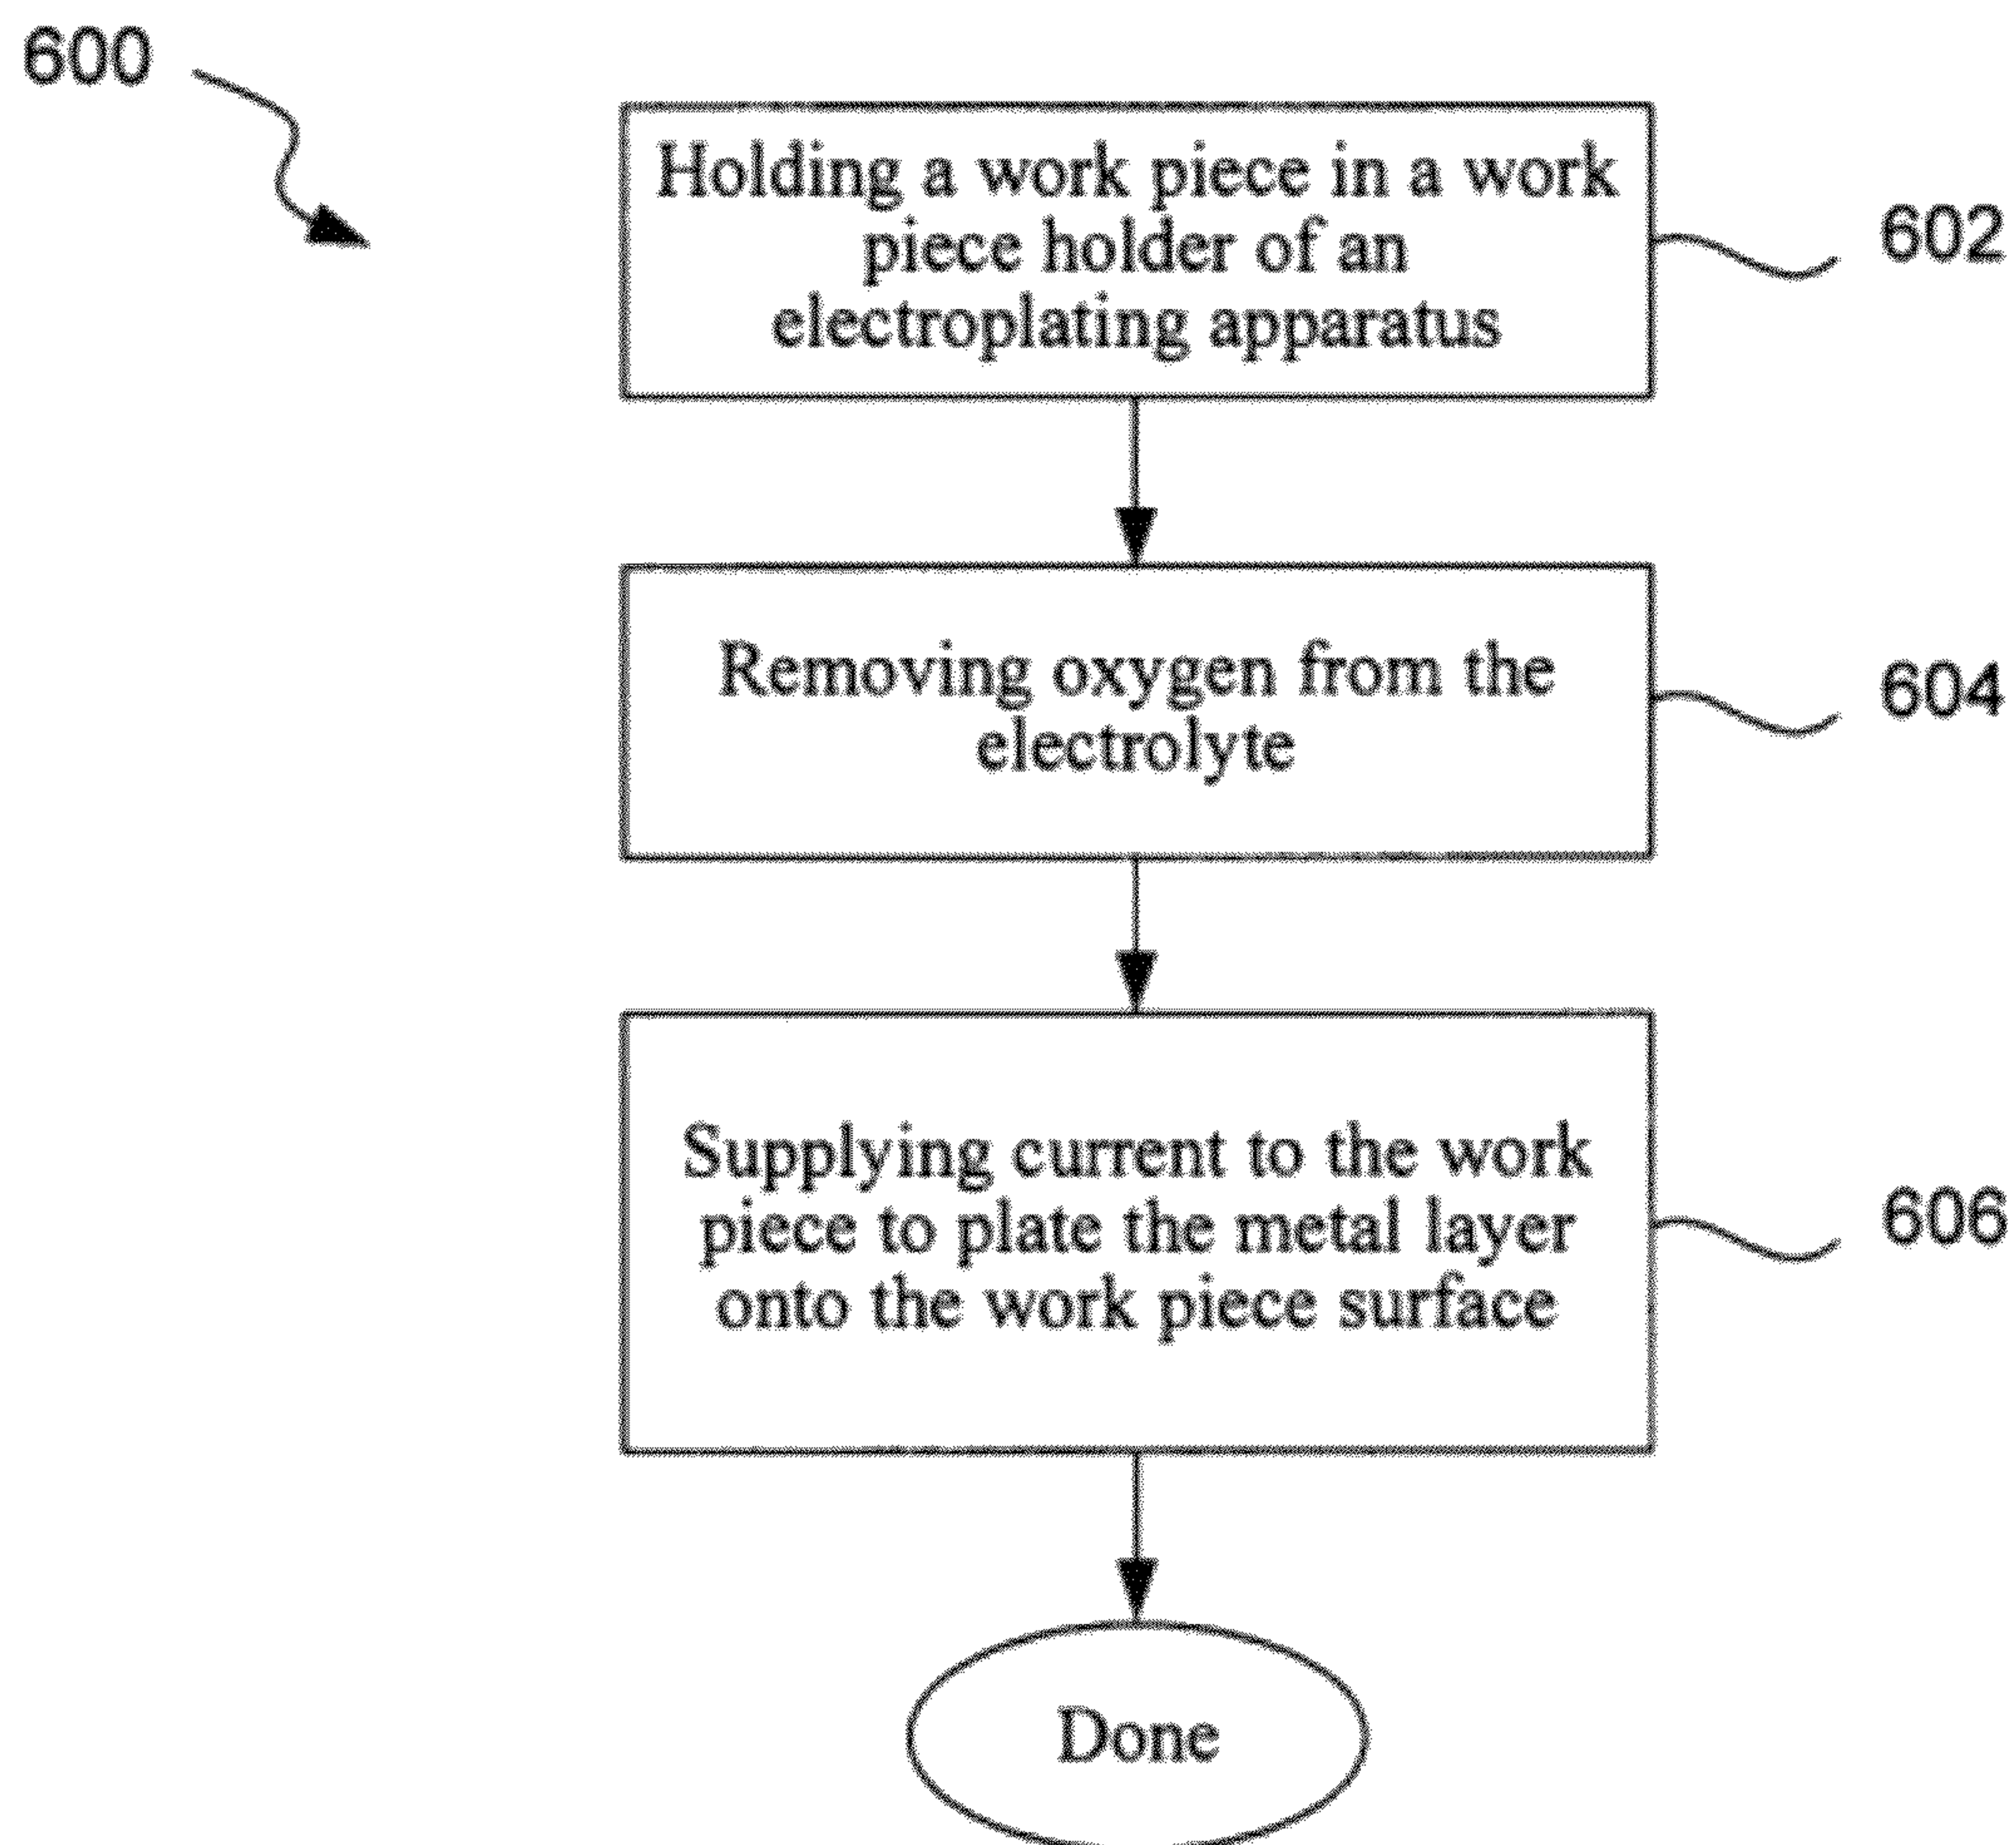 600
Holding a work piece in a work
piece holder of an
electroplating apparatus
602
Removing oxygen from the
electrolyte
604
Supplying current to the work
piece to plate the metal layer
onto the work piece surface
606
Done